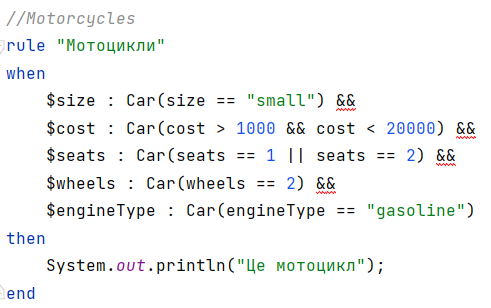 //Motorcycles
rule "Мотоцикли"
when
    $size : Car(size == "small") &&
    $cost : Car(cost > 1000 && cost < 20000) &&
    $seats : Car(seats == 1 || seats == 2) &&
    $wheels : Car(wheels == 2) &&
    $engineType : Car(engineType == "gasoline")
then
    System.out.println("Це мотоцикл");
end